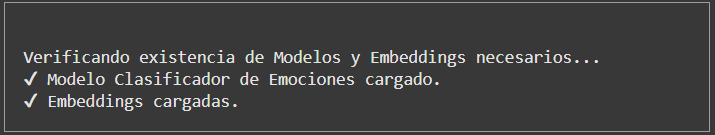 Verificando existencia de Modelos y Embeddings necesarios...
✔ Modelo Clasificador de Emociones cargado.
✔ Embeddings cargadas.